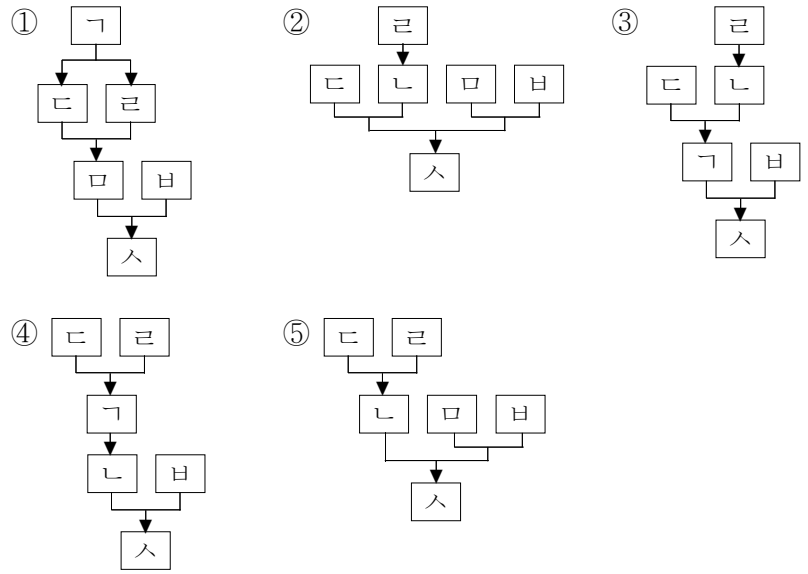 ① ㄱ ② ㄹ ③ ㄹ
ㄷ ㄹ ㄷ ㄴ ㅁ ㅂ ㄷ ㄴ
ㅁ ㅂ ㅅ ㄱ ㅂ
ㅅ ㅅ
④ ㄷ ㄹ ⑤ ㄷ ㄹ
ㄱ ㄴ ㅁ ㅂ
ㄴ ㅂ ㅅ
ㅅ